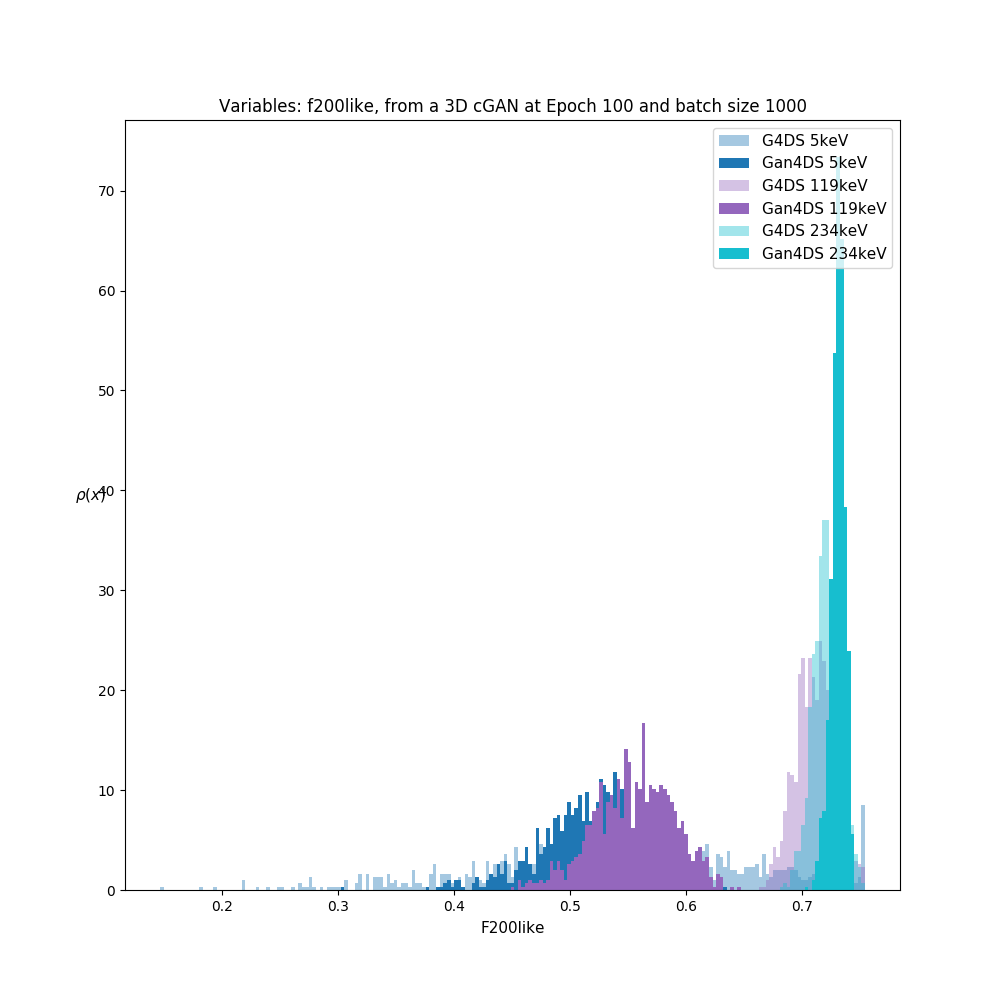 Variables: f200like, from a 3D cGAN at Epoch 100 and batch size 1000
G4DS 5keV
Gan4DS 5keV
G4DS 119keV
Gan4DS 119keV
G4DS 234keV
Gan4DS 234keV
70
60
50
ρ(x)
40
30
20
10
0
0.2 0.3 0.4 0.5 0.6 0.7
F200like